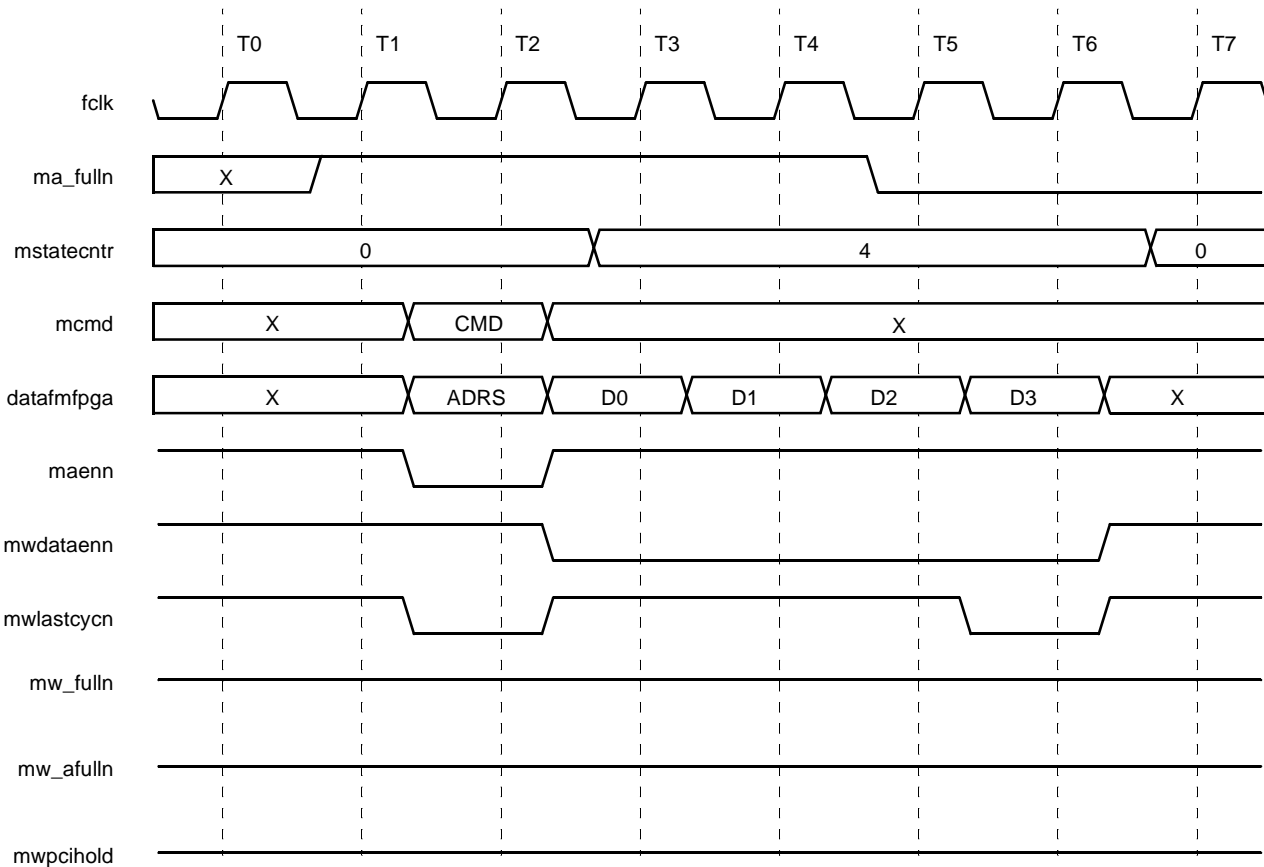 T0 T1 T2 T3 T4 T5 T6 T7
fclk
ma_fulln X
mstatecntr 0 4 0
mcmd X CMD X
datafmfpga X ADRS D0 D1 D2 D3 X
maenn
mwdataenn
mwlastcycn
mw_fulln
mw_afulln
mwpcihold